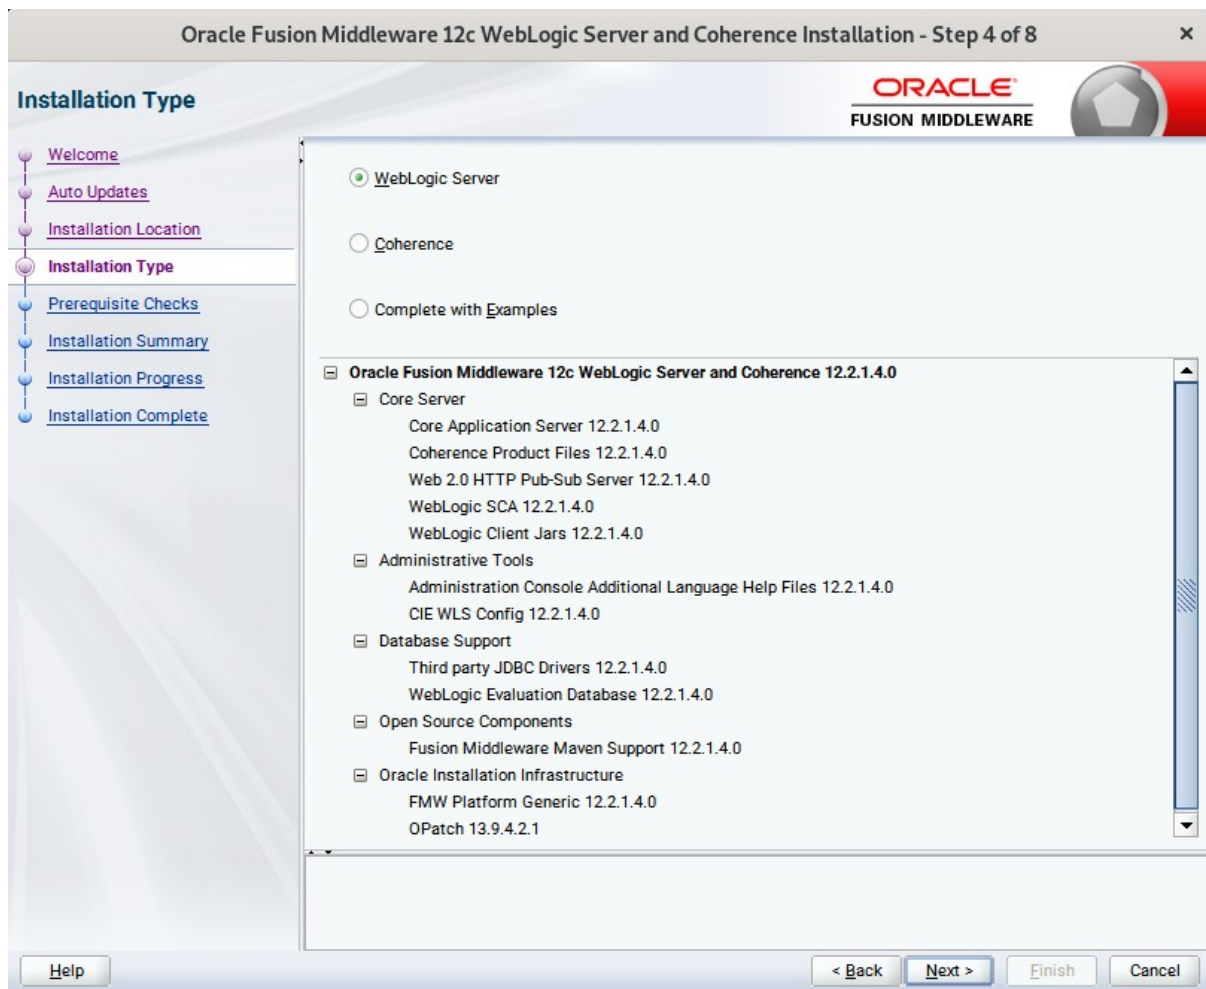 Oracle Fusion Middleware 12c WebLogic Server and Coherence Installation - Step 4 of 8
Installation Type
ORACLE
FUSION MIDDLEWARE
Welcome
Auto Updates
Installation Location
Installation Type
Prerequisite Checks
Installation Summary
Installation Progress
Installation Complete
WebLogic Server
Coherence
Complete with Examples
Oracle Fusion Middleware 12c WebLogic Server and Coherence 12.2.1.4.0
Core Server
Core Application Server 12.2.1.4.0
Coherence Product Files 12.2.1.4.0
Web 2.0 HTTP Pub-Sub Server 12.2.1.4.0
WebLogic SCA 12.2.1.4.0
WebLogic Client Jars 12.2.1.4.0
Administrative Tools
Administration Console Additional Language Help Files 12.2.1.4.0
CIE WLS Config 12.2.1.4.0
Database Support
Third party JDBC Drivers 12.2.1.4.0
WebLogic Evaluation Database 12.2.1.4.0
Open Source Components
Fusion Middleware Maven Support 12.2.1.4.0
Oracle Installation Infrastructure
FMW Platform Generic 12.2.1.4.0
OPatch 13.9.4.2.1
Help
< Back
Next >
Finish
Cancel